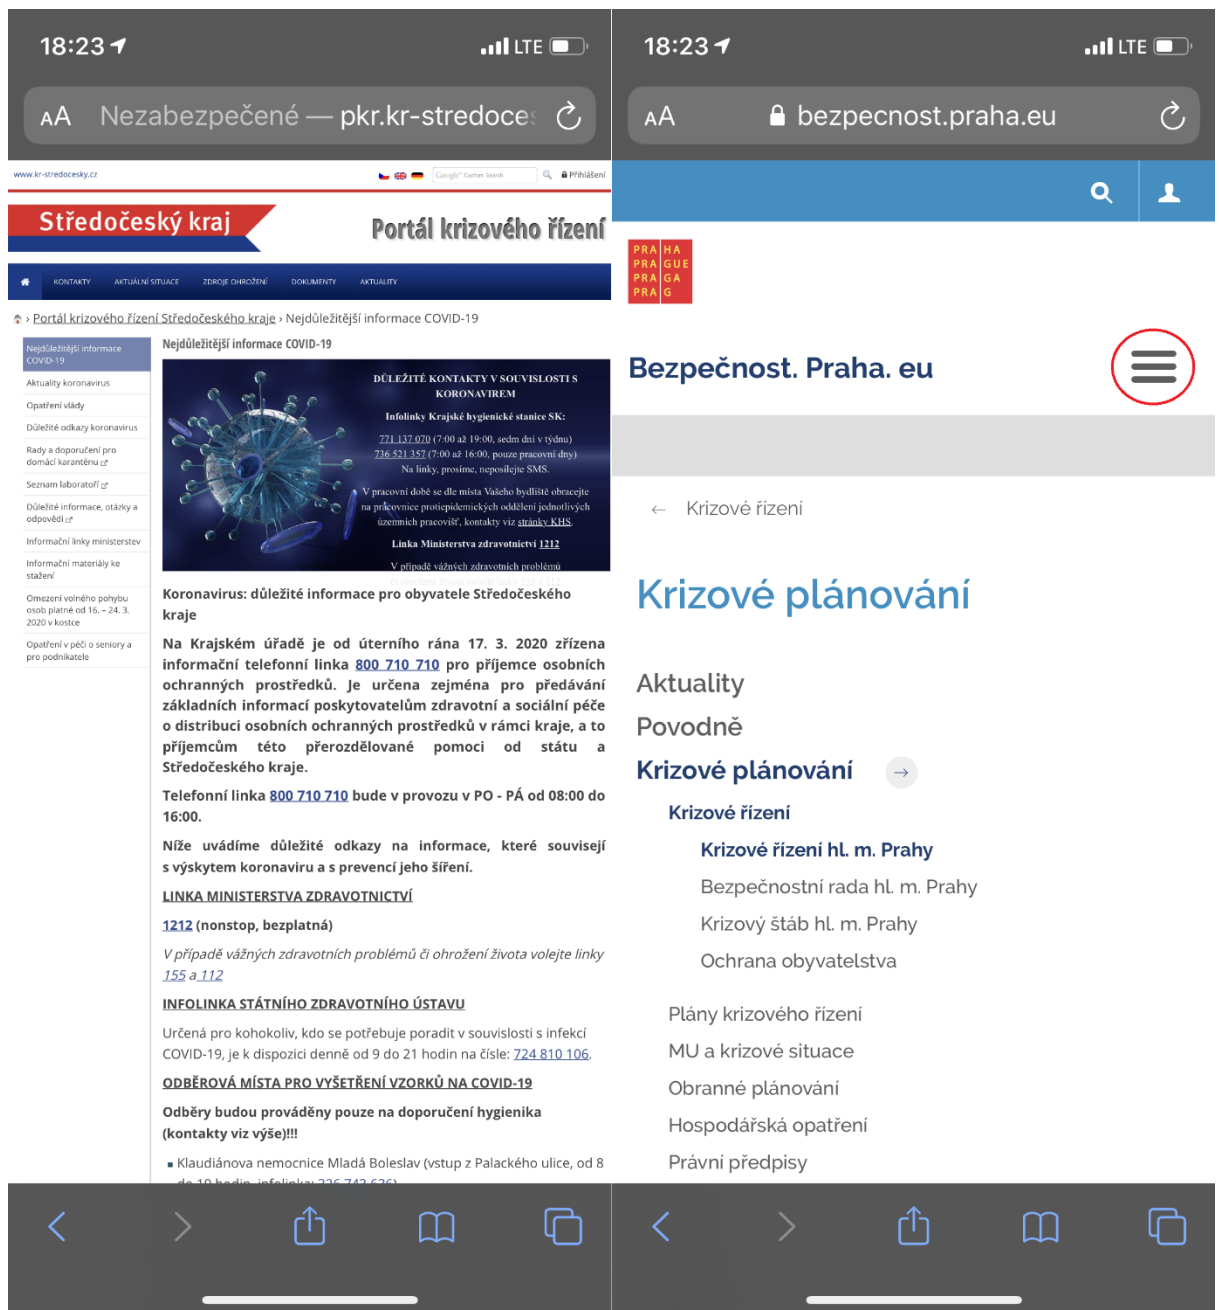 18:23
LTE
AA Nezabezpečené — pkr.kr-stredoces
www.kr-stredocesky.cz
Google Custom Search
Přihlášení
Středočeský kraj
Portál krizového řízení
KONTAKTY AKTUÁLNÍ SITUACE ZDROJE OHROŽENÍ DOKUMENTY AKTUALITY
› Portál krizového řízení Středočeského kraje › Nejdůležitější informace COVID-19
Nejdůležitější informace
COVID-19
Aktuality koronavirus
Opatření vlády
Důležité odkazy koronavirus
Rady a doporučení pro
domácí karanténu
Seznam laboratoří
Důležité informace, otázky a
odpovědi
Informační linky ministerstev
Informační materiály ke
stažení
Omezení volného pohybu
osob platné od 16. – 24. 3.
2020 v kostce
Opatření v péči o seniory a
pro podnikatele
Nejdůležitější informace COVID-19
DŮLEŽITÉ KONTAKTY V SOUVISLOSTI S
KORONAVIREM
Infolinky Krajské hygienické stanice SK:
771 137 070 (7:00 až 19:00, sedm dní v týdnu)
736 521 357 (7:00 až 16:00, pouze pracovní dny)
Na linky, prosíme, neposílejte SMS.
V pracovní době se dle místa Vašeho bydliště obracejte
na pracovnice protiepidemických oddělení jednotlivých
územních pracovišť, kontakty viz stránky KHS.
Linka Ministerstva zdravotnictví 1212
V případě vážných zdravotních problémů
či ohrožení života volejte linky 155 a 112
Koronavirus: důležité informace pro obyvatele Středočeského
kraje
Na Krajském úřadě je od úterního rána 17. 3. 2020 zřízena
informační telefonní linka 800 710 710 pro příjemce osobních
ochranných prostředků. Je určena zejména pro předávání
základních informací poskytovatelům zdravotní a sociální péče
o distribuci osobních ochranných prostředků v rámci kraje, a to
příjemcům této přerozdělované pomoci od státu a
Středočeského kraje.
Telefonní linka 800 710 710 bude v provozu v PO - PÁ od 08:00 do
16:00.
Níže uvádíme důležité odkazy na informace, které souvisejí
s výskytem koronaviru a s prevencí jeho šíření.
LINKA MINISTERSTVA ZDRAVOTNICTVÍ
1212 (nonstop, bezplatná)
V případě vážných zdravotních problémů či ohrožení života volejte linky
155 a 112
INFOLINKA STÁTNÍHO ZDRAVOTNÍHO ÚSTAVU
Určená pro kohokoliv, kdo se potřebuje poradit v souvislosti s infekcí
COVID-19, je k dispozici denně od 9 do 21 hodin na čísle: 724 810 106.
ODBĚROVÁ MÍSTA PRO VYŠETŘENÍ VZORKŮ NA COVID-19
Odběry budou prováděny pouze na doporučení hygienika
(kontakty viz výše)!!!
Klaudiánova nemocnice Mladá Boleslav (vstup z Palackého ulice, od 8
do 10 hodin, infolinka: 326 742 626)
18:23
LTE
AA bezpecnost.praha.eu
PRA HA
PRA GUE
PRA GA
PRA G
Bezpečnost. Praha. eu
← Krizové řízení
Krizové plánování
Aktuality
Povodně
Krizové plánování →
Krizové řízení
Krizové řízení hl. m. Prahy
Bezpečnostní rada hl. m. Prahy
Krizový štáb hl. m. Prahy
Ochrana obyvatelstva
Plány krizového řízení
MU a krizové situace
Obranné plánování
Hospodářská opatření
Právní předpisy